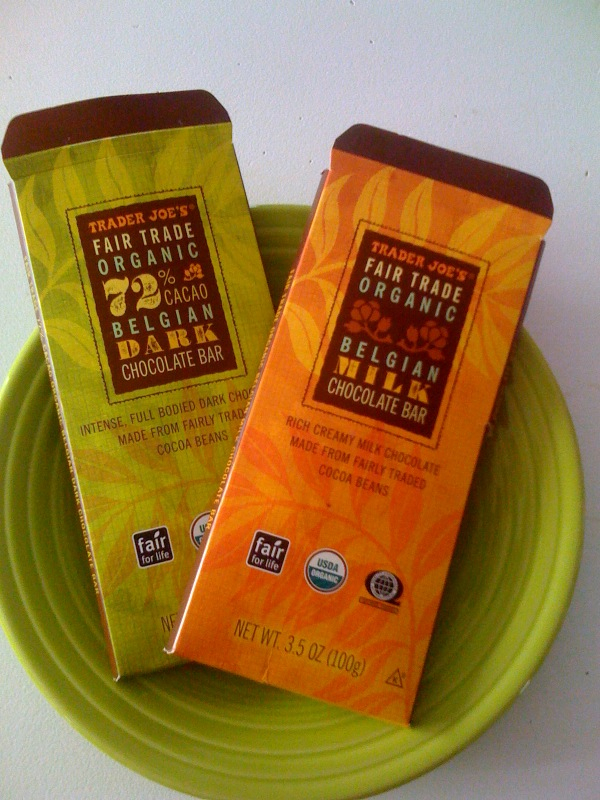 TRADER JOE'S®
FAIR TRADE
ORGANIC
72% CACAO
BELGIAN
DARK
CHOCOLATE BAR
INTENSE, FULL BODIED DARK CHOC
MADE FROM FAIRLY TRAD
COCOA BEANS
fair
for life
NE
TRADER JOE'S®
FAIR TRADE
ORGANIC
BELGIAN
MILK
CHOCOLATE BAR
RICH CREAMY MILK CHOCOLATE
MADE FROM FAIRLY TRADED
COCOA BEANS
fair
for life
USDA
ORGANIC
NET WT. 3.5 OZ (100g)